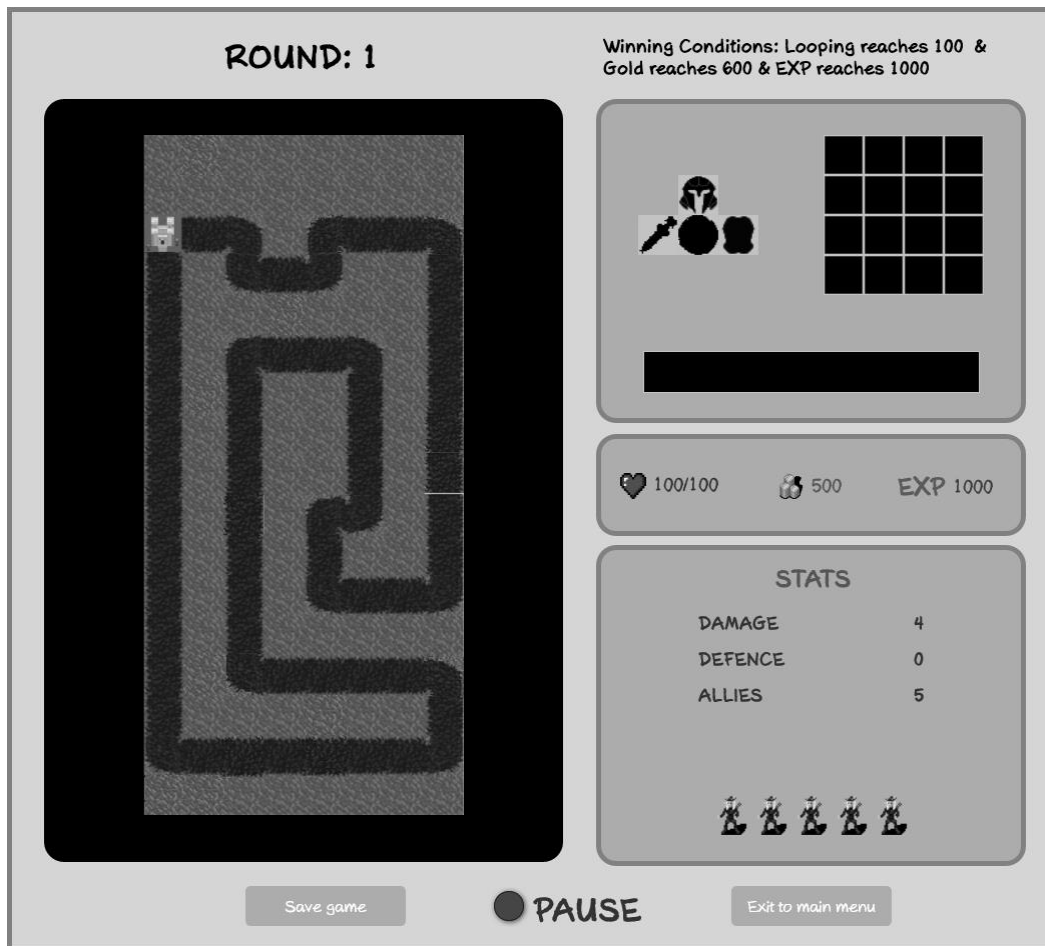 ROUND: 1
Winning Conditions: Looping reaches 100 &
Gold reaches 600 & EXP reaches 1000
100/100 500 EXP 1000
STATS
DAMAGE 4
DEFENCE 0
ALLIES 5
Save game PAUSE Exit to main menu